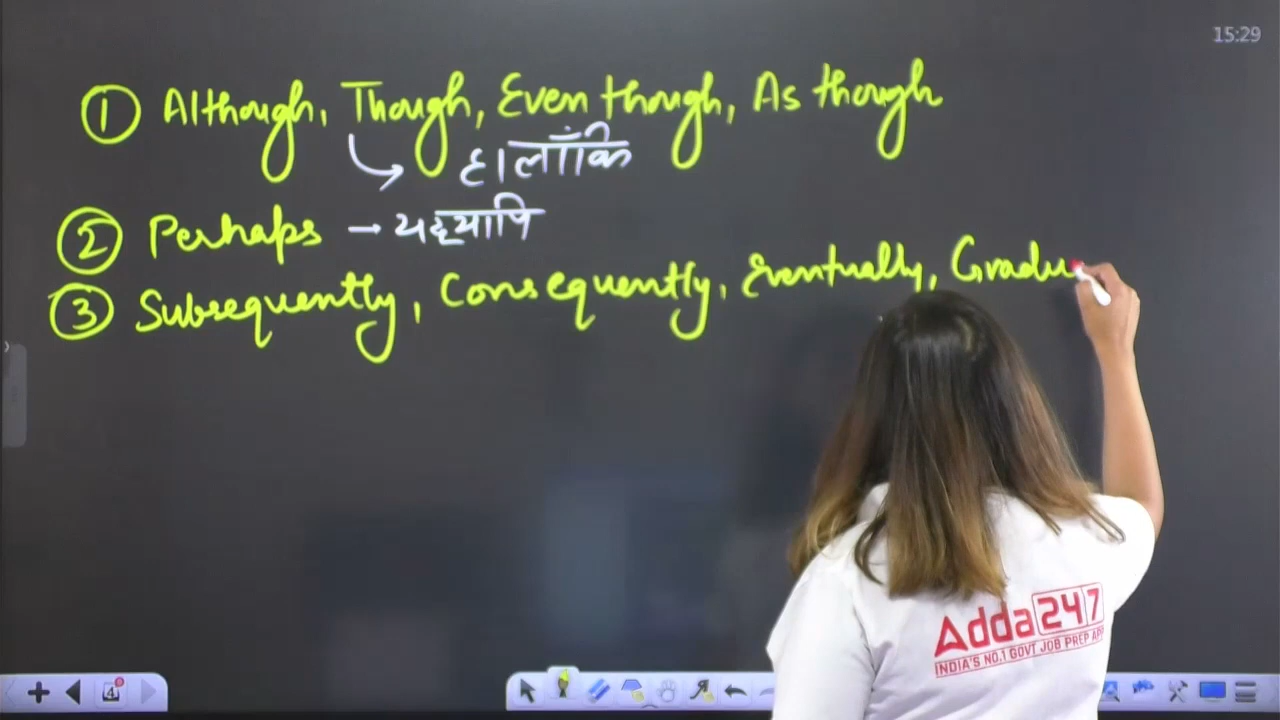 15:29
① Although, Though, Even though, As though
हालाँकि
② Perhaps → यद्यपि
③ Subsequently, Consequently, Eventually, Gradu
4
Adda247
INDIA'S NO.1 GOVT JOB PREP APP